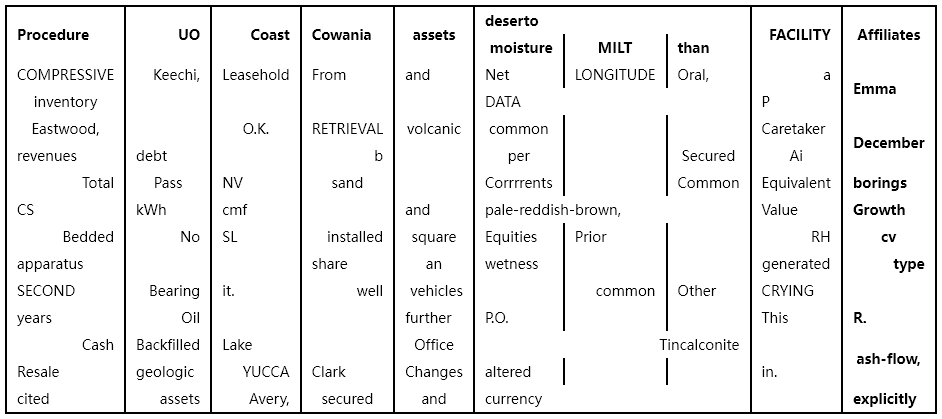 deserto
Procedure UO Coast Cowania assets moisture MILT than FACILITY Affiliates
COMPRESSIVE Keechi, Leasehold From and Net LONGITUDE Oral, a
Emma
inventory DATA P
Eastwood, O.K. RETRIEVAL volcanic common Caretaker
December
revenues debt b per Secured Ai
Total Pass NV sand Corrrrents Common Equivalent borings
CS kWh cmf and pale-reddish-brown, Value Growth
Bedded No SL installed square Equities Prior RH cv
apparatus share an wetness generated type
SECOND Bearing it. well vehicles common Other CRYING
years Oil further P.O. This R.
Cash Backfilled Lake Office Tincalconite
ash-flow,
Resale geologic YUCCA Clark Changes altered in.
cited assets Avery, secured and currency explicitly